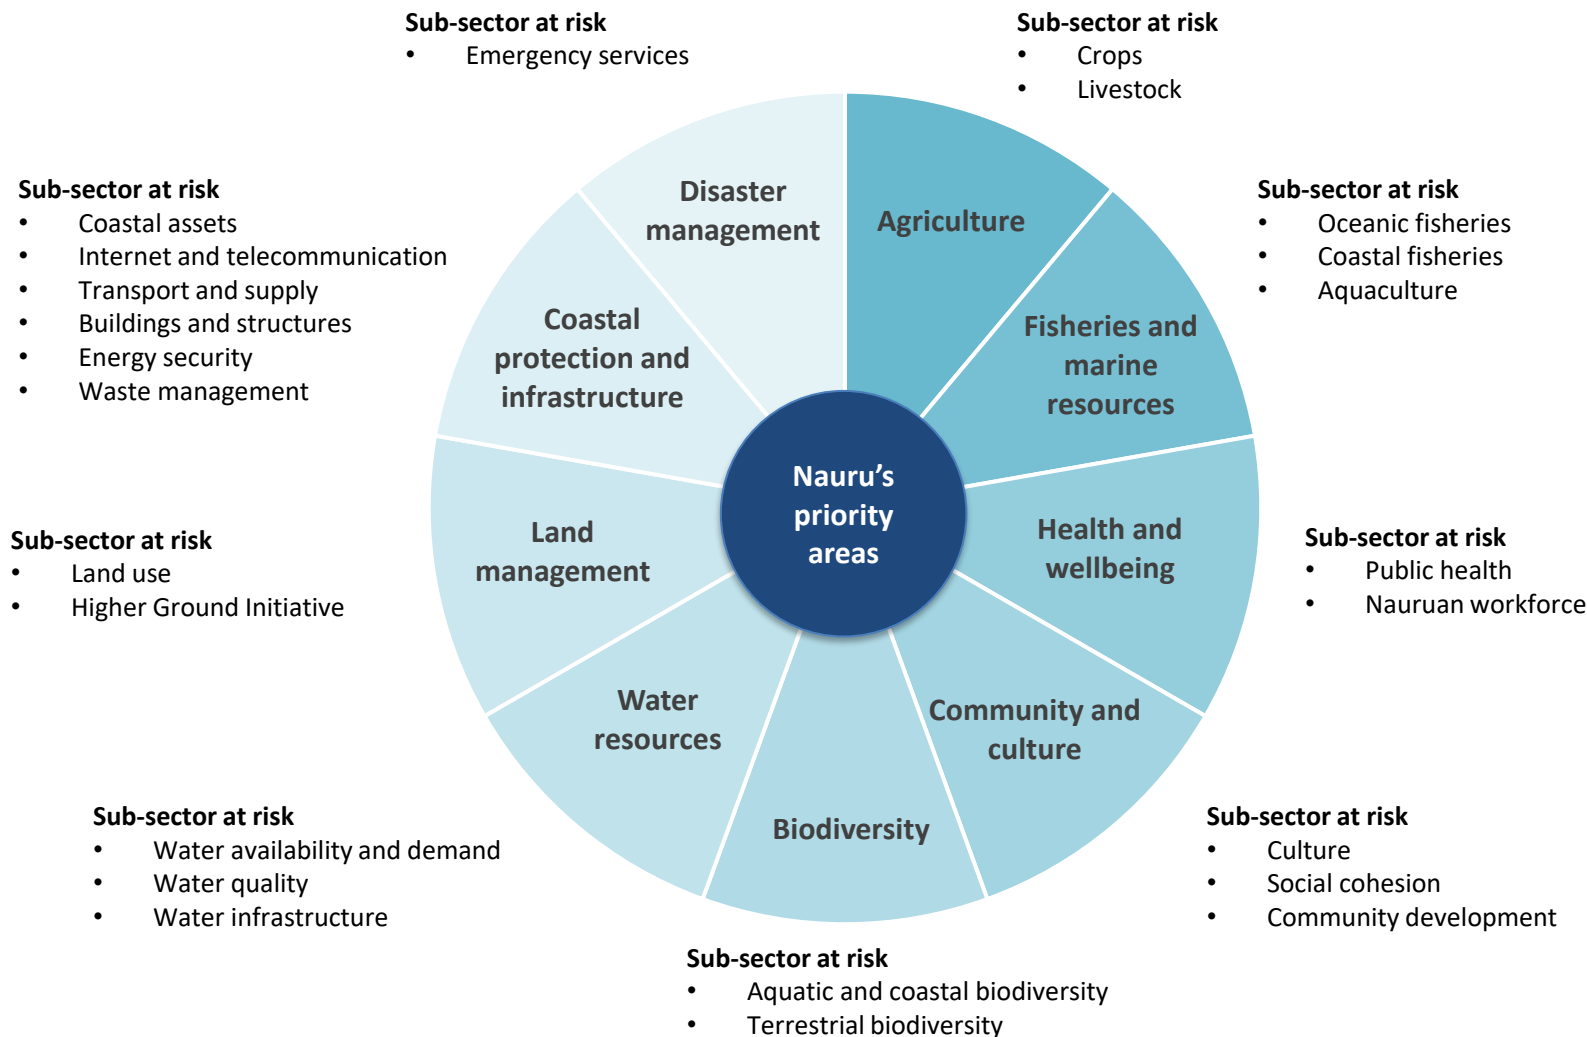 Sub-sector at risk
• Emergency services
Sub-sector at risk
• Crops
• Livestock
Sub-sector at risk
• Coastal assets
• Internet and telecommunication
• Transport and supply
• Buildings and structures
• Energy security
• Waste management
Sub-sector at risk
• Oceanic fisheries
• Coastal fisheries
• Aquaculture
Disaster
management
Agriculture
Coastal
protection and
infrastructure
Fisheries and
marine
resources
Nauru's
priority
areas
Land
management
Health and
wellbeing
Sub-sector at risk
• Land use
• Higher Ground Initiative
Sub-sector at risk
• Public health
• Nauruan workforce
Water
resources
Community and
culture
Biodiversity
Sub-sector at risk
• Water availability and demand
• Water quality
• Water infrastructure
Sub-sector at risk
• Culture
• Social cohesion
• Community development
Sub-sector at risk
• Aquatic and coastal biodiversity
• Terrestrial biodiversity